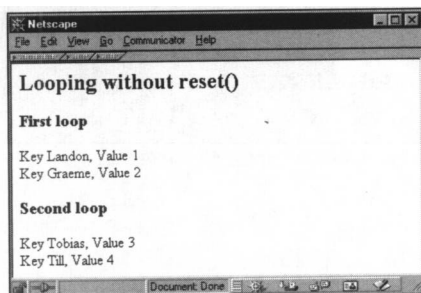 Netscape
File Edit View Go Communicator Help
Looping without reset()
First loop
Key Landon, Value 1
Key Graeme, Value 2
Second loop
Key Tobias, Value 3
Key Till, Value 4
Document: Done